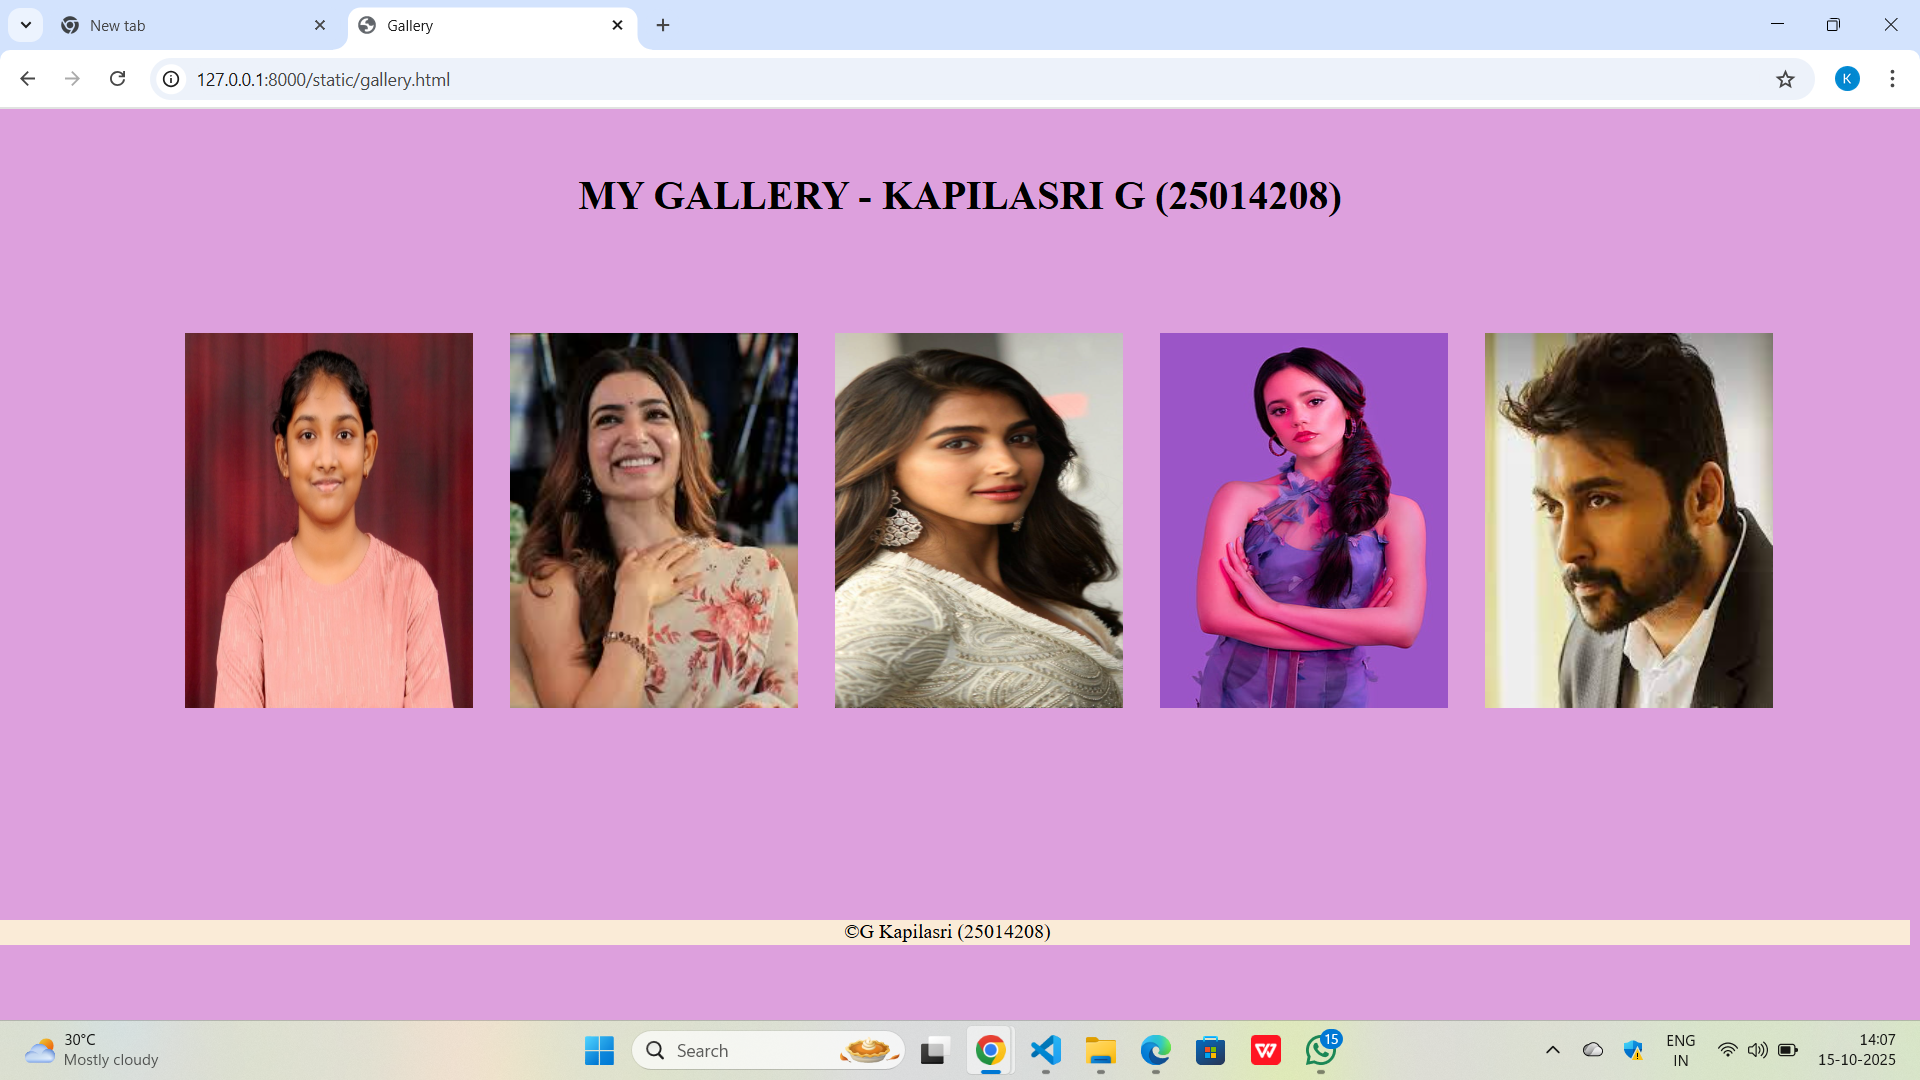 New tab
Gallery
127.0.0.1:8000/static/gallery.html
K
MY GALLERY - KAPILASRI G (25014208)
©G Kapilasri (25014208)
30°C
Mostly cloudy
Search
W
15
ENG
IN
14:07
15-10-2025